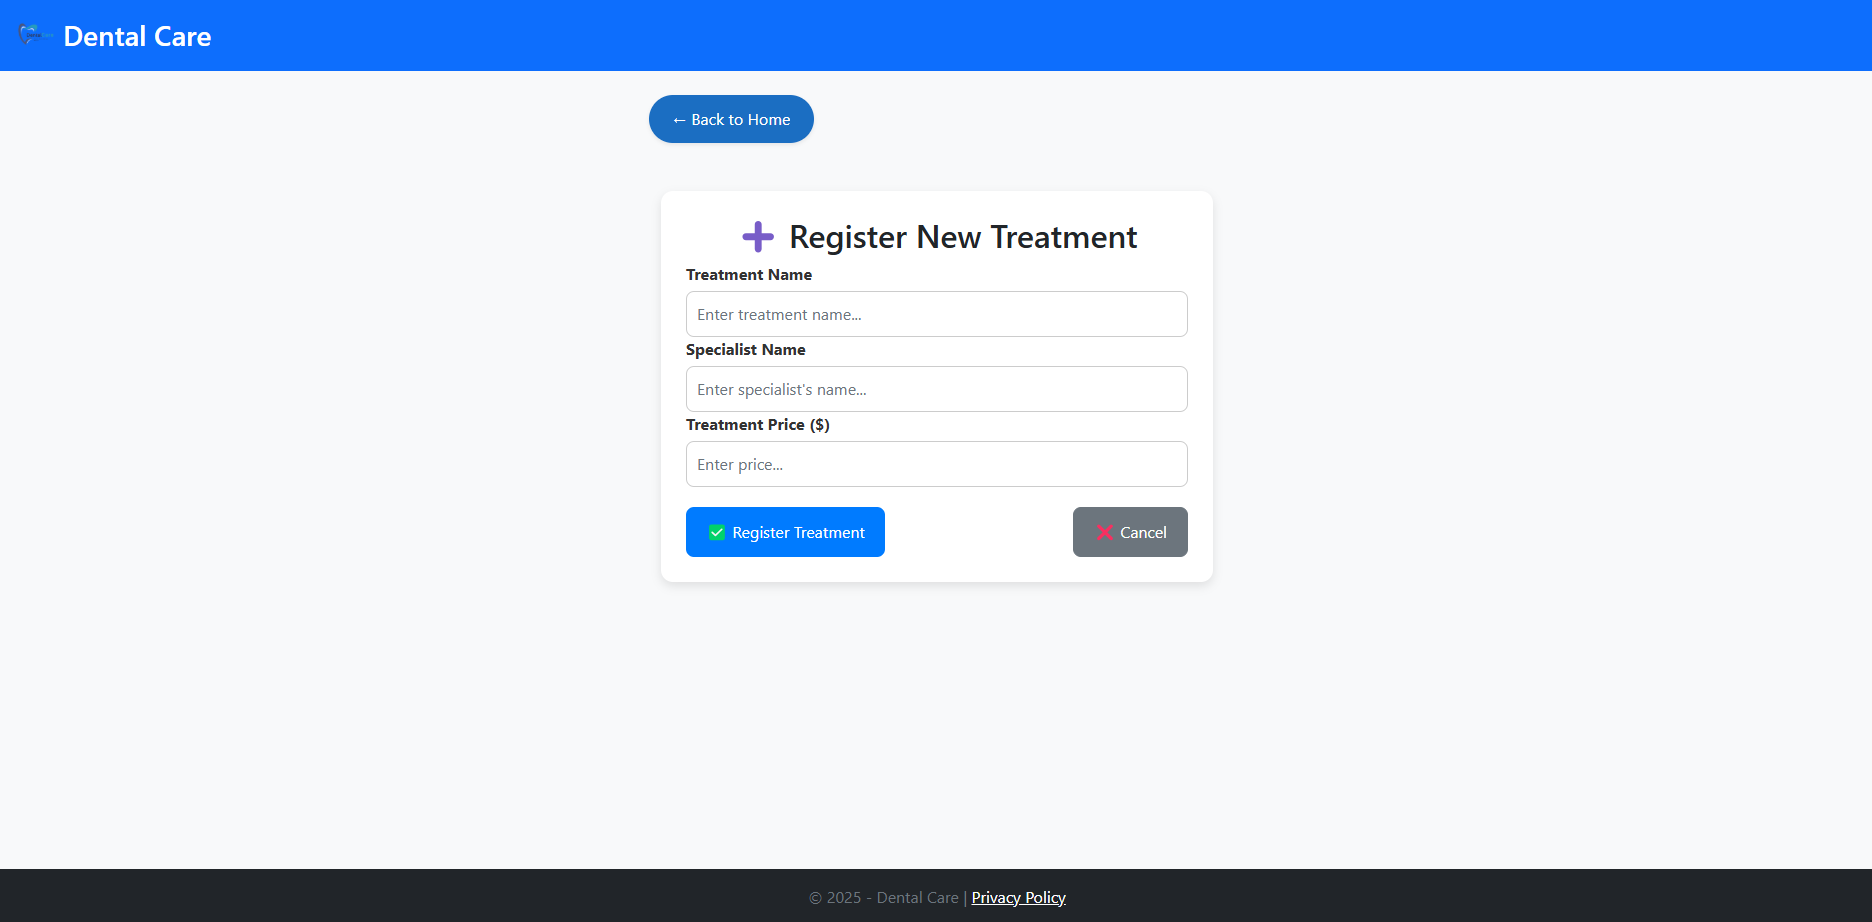 Dental Care
← Back to Home
Register New Treatment
Treatment Name
Enter treatment name...
Specialist Name
Enter specialist's name...
Treatment Price ($)
Enter price...
Register Treatment
Cancel
© 2025 - Dental Care | Privacy Policy